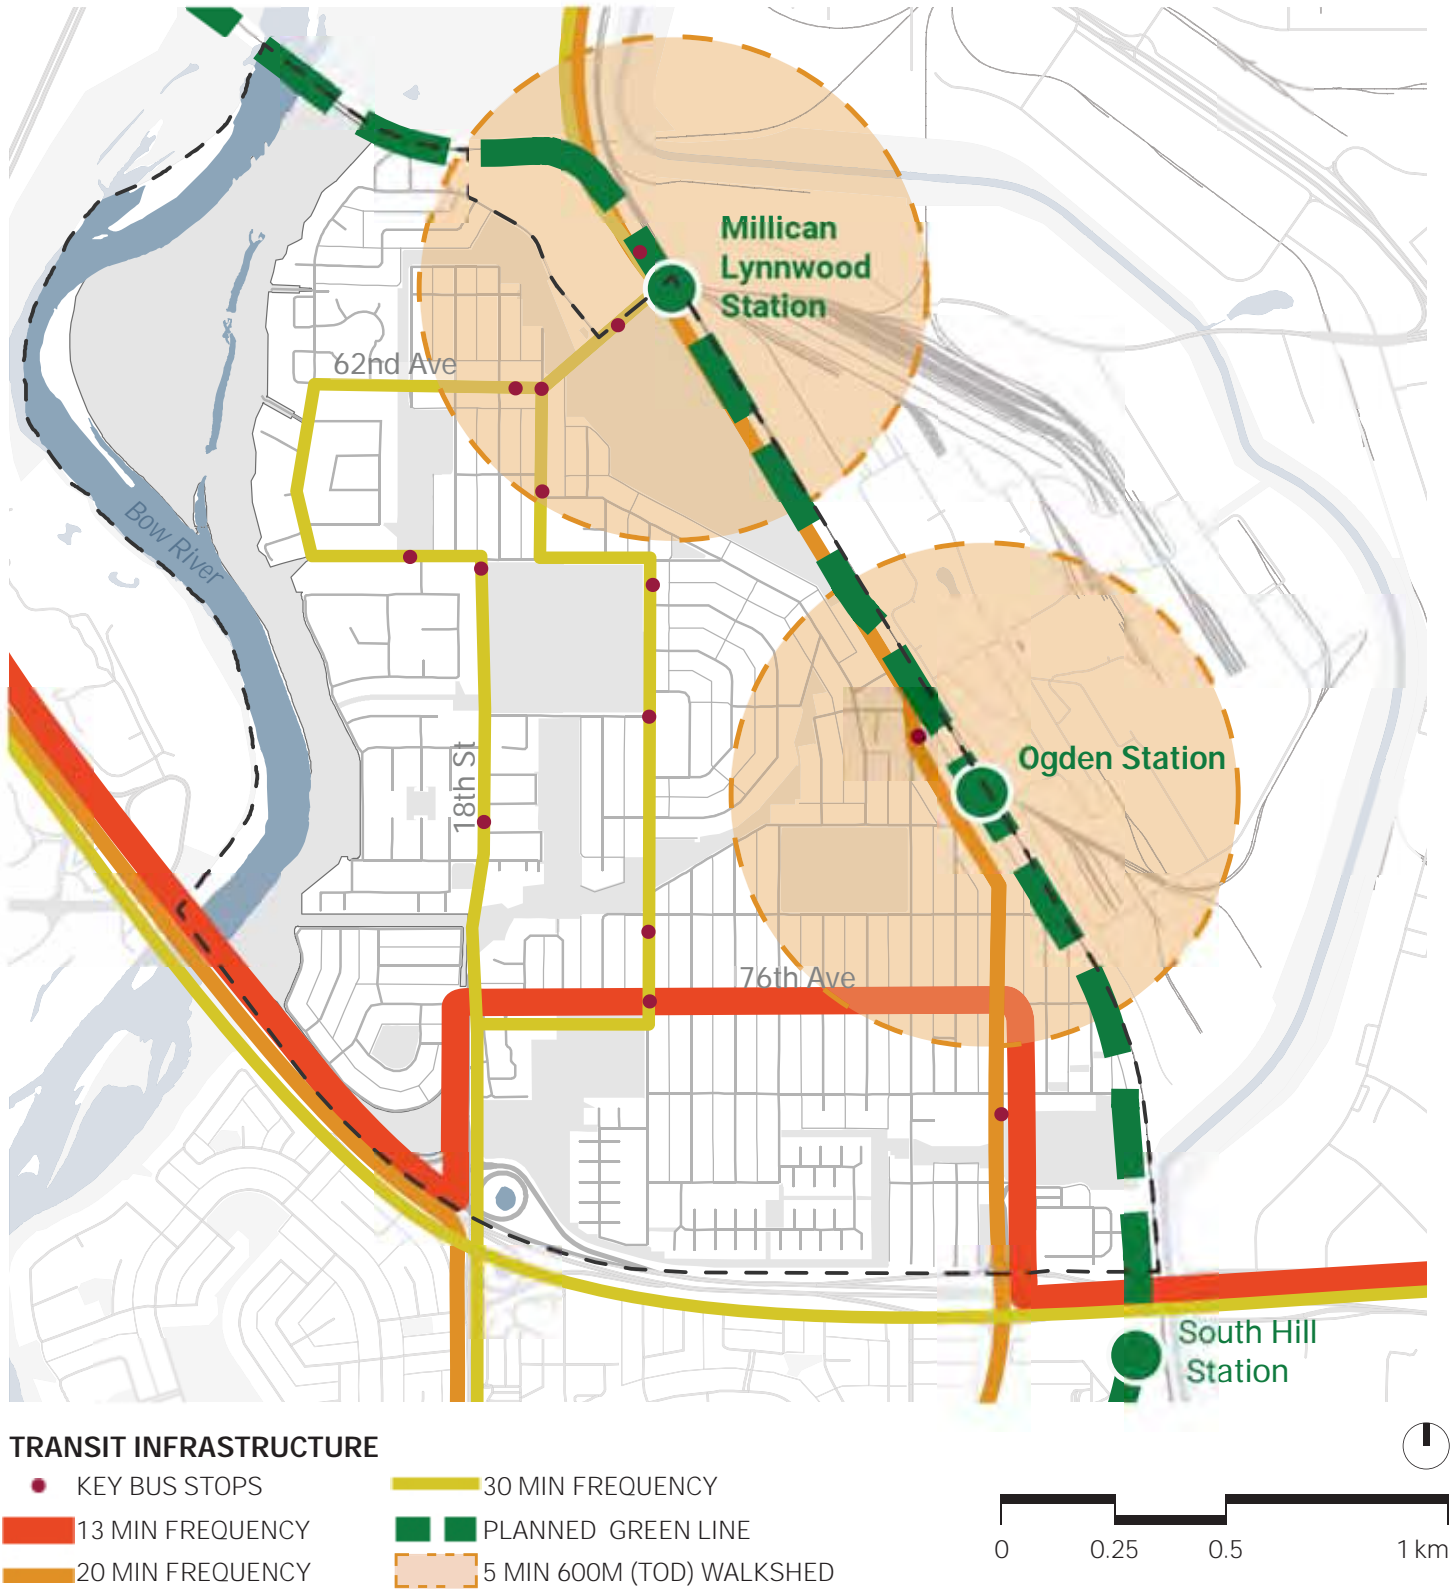 Millican
Lynnwood
Station
62nd Ave
Bow River
18th St
Ogden Station
76th Ave
South Hill
Station
TRANSIT INFRASTRUCTURE
KEY BUS STOPS
13 MIN FREQUENCY
20 MIN FREQUENCY
30 MIN FREQUENCY
PLANNED GREEN LINE
5 MIN 600M (TOD) WALKSHED
0 0.25 0.5 1 km